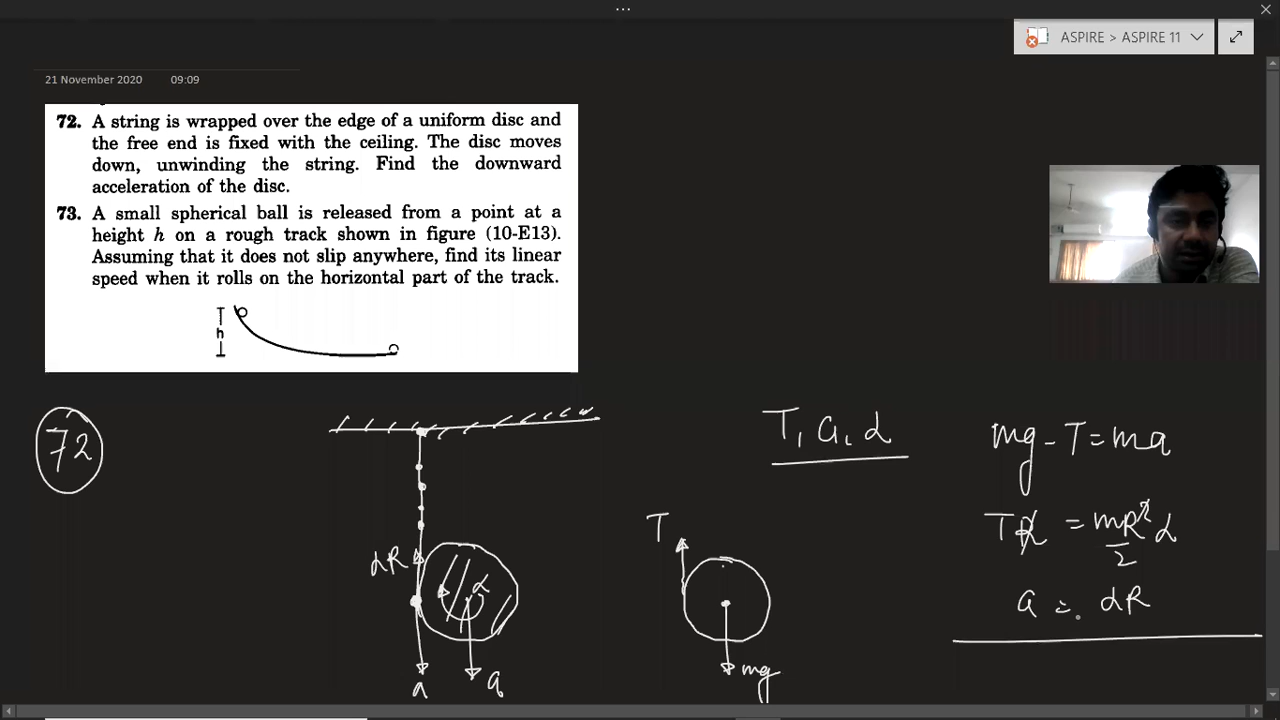 ASPIRE > ASPIRE 11
21 November 2020 09:09
72. A string is wrapped over the edge of a uniform disc and
the free end is fixed with the ceiling. The disc moves
down, unwinding the string. Find the downward
acceleration of the disc.
73. A small spherical ball is released from a point at a
height h on a rough track shown in figure (10-E13).
Assuming that it does not slip anywhere, find its linear
speed when it rolls on the horizontal part of the track.
h
72
T, a, α
mg - T = ma
T
TR = mR²/2 α
αR
α
a = αR
mg
a
a